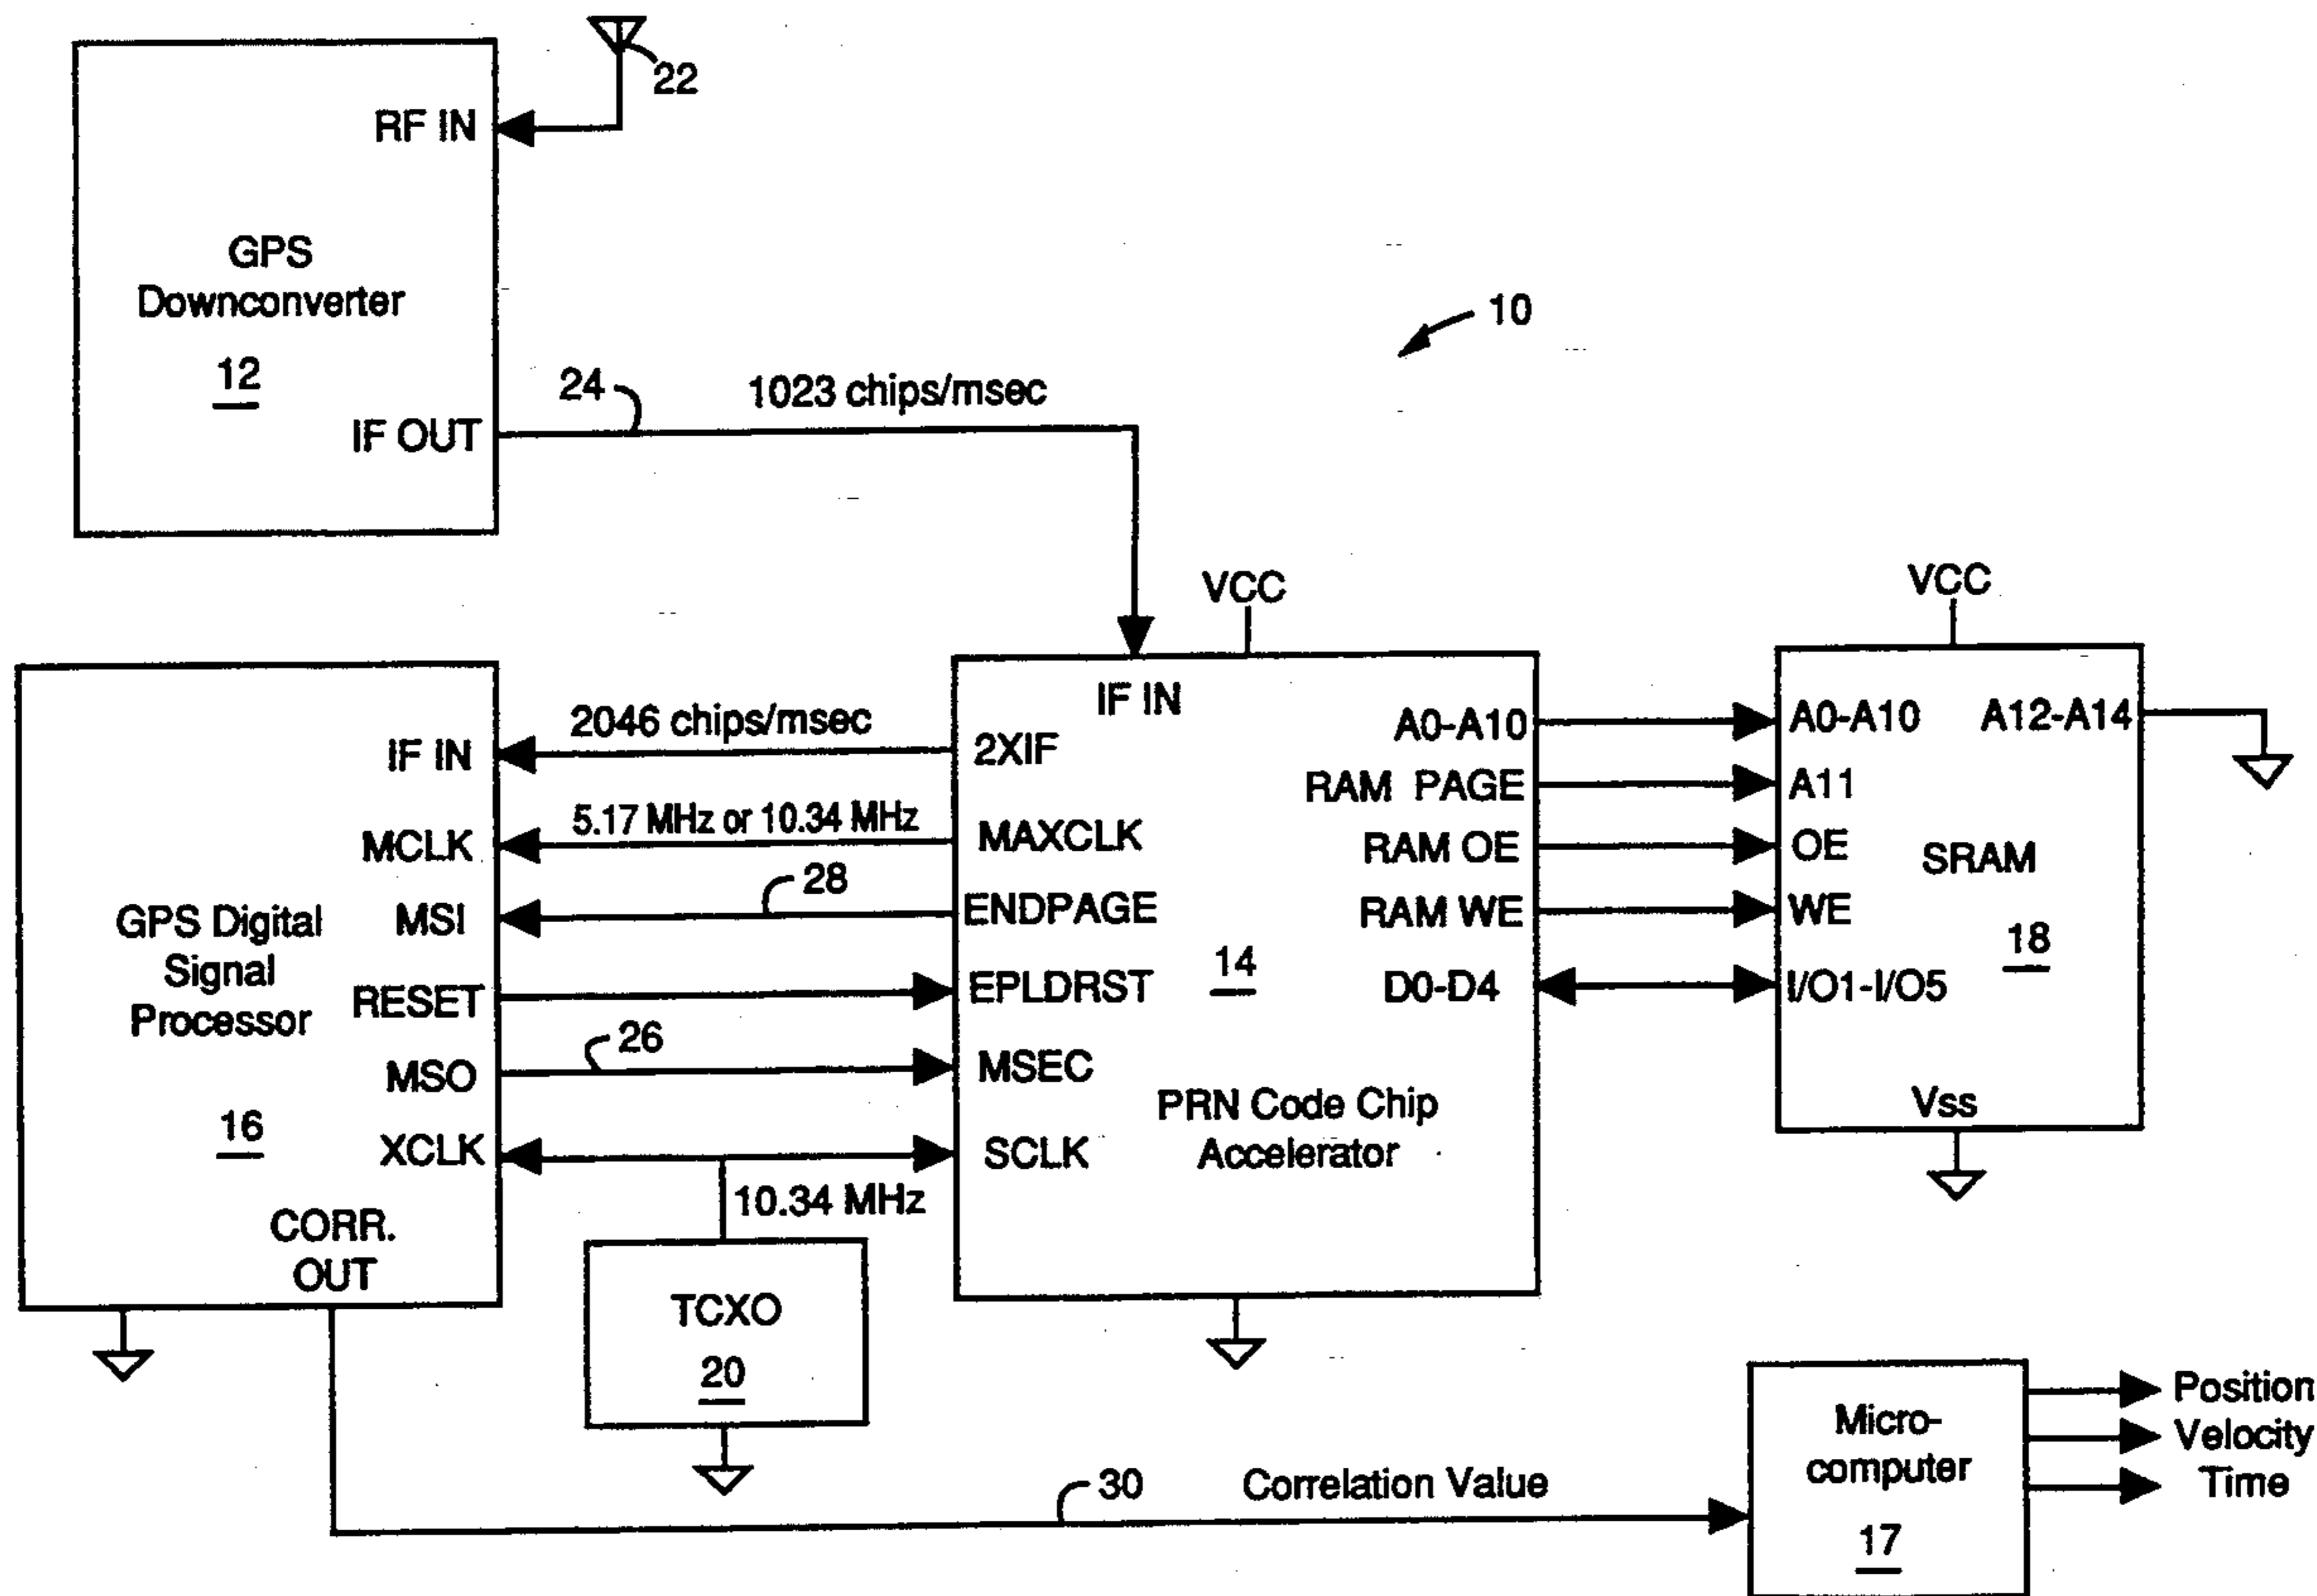 22
RF IN
GPS
Downconverter
12
IF OUT
24
1023 chips/msec
10
VCC
VCC
IF IN
2046 chips/msec
IF IN
2XIF
5.17 MHz or 10.34 MHz
MCLK
MAXCLK
28
MSI
ENDPAGE
GPS Digital
Signal
Processor
RESET
EPLDRST
26
MSO
MSEC
16
XCLK
SCLK
10.34 MHz
CORR.
OUT
14
PRN Code Chip
Accelerator
A0-A10
RAM PAGE
RAM OE
RAM WE
D0-D4
A0-A10
A12-A14
A11
OE
SRAM
WE
18
I/O1-I/O5
Vss
TCXO
20
30
Correlation Value
Micro-
computer
17
Position
Velocity
Time